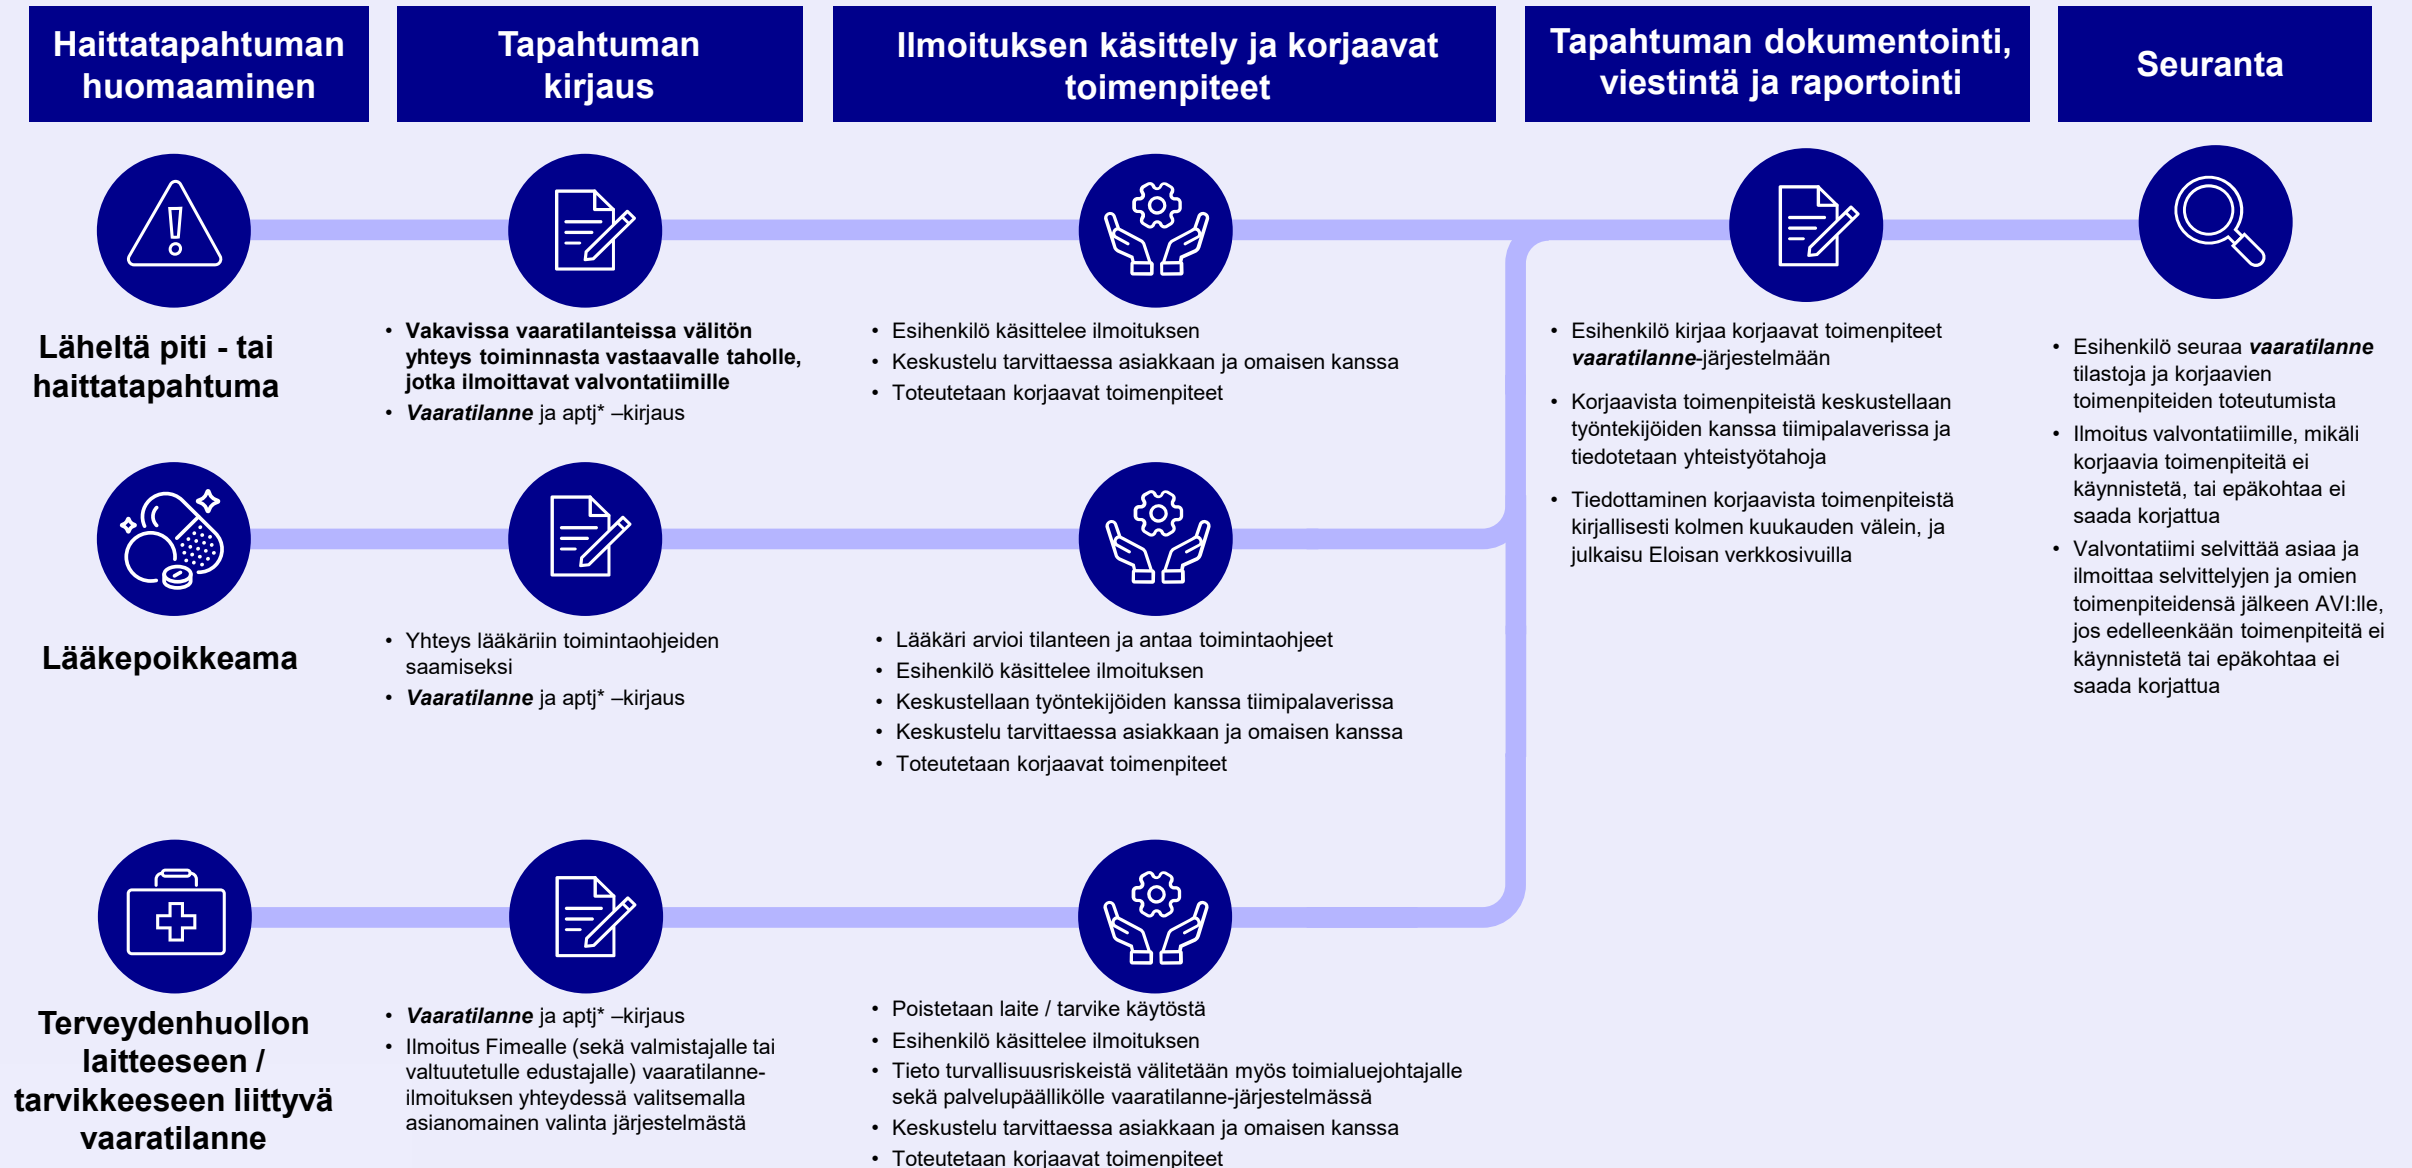 Haittatapahtuman
huomaaminen
Tapahtuman
kirjaus
Ilmoituksen käsittely ja korjaavat
toimenpiteet
Tapahtuman dokumentointi,
viestintä ja raportointi
Seuranta
Läheltä piti - tai
haittatapahtuma
• Vakavissa vaaratilanteissa välitön
yhteys toiminnasta vastaavalle taholle,
jotka ilmoittavat valvontatiimille
• Vaaratilanne ja aptj* –kirjaus
• Esihenkilö käsittelee ilmoituksen
• Keskustelu tarvittaessa asiakkaan ja omaisen kanssa
• Toteutetaan korjaavat toimenpiteet
• Esihenkilö kirjaa korjaavat toimenpiteet
vaaratilanne-järjestelmään
• Korjaavista toimenpiteistä keskustellaan
työntekijöiden kanssa tiimipalaverissa ja
tiedotetaan yhteistyötahoja
• Tiedottaminen korjaavista toimenpiteistä
kirjallisesti kolmen kuukauden välein, ja
julkaisu Eloisan verkkosivuilla
• Esihenkilö seuraa vaaratilanne
tilastoja ja korjaavien
toimenpiteiden toteutumista
• Ilmoitus valvontatiimille, mikäli
korjaavia toimenpiteitä ei
käynnistetä, tai epäkohtaa ei
saada korjattua
• Valvontatiimi selvittää asiaa ja
ilmoittaa selvittelyjen ja omien
toimenpiteidensä jälkeen AVI:lle,
jos edelleenkään toimenpiteitä ei
käynnistetä tai epäkohtaa ei
saada korjattua
Lääkepoikkeama
• Yhteys lääkäriin toimintaohjeiden
saamiseksi
• Vaaratilanne ja aptj* –kirjaus
• Lääkäri arvioi tilanteen ja antaa toimintaohjeet
• Esihenkilö käsittelee ilmoituksen
• Keskustellaan työntekijöiden kanssa tiimipalaverissa
• Keskustelu tarvittaessa asiakkaan ja omaisen kanssa
• Toteutetaan korjaavat toimenpiteet
Terveydenhuollon
laitteeseen /
tarvikkeeseen liittyvä
vaaratilanne
• Vaaratilanne ja aptj* –kirjaus
• Ilmoitus Fimealle (sekä valmistajalle tai
valtuutetulle edustajalle) vaaratilanne-
ilmoituksen yhteydessä valitsemalla
asianomainen valinta järjestelmästä
• Poistetaan laite / tarvike käytöstä
• Esihenkilö käsittelee ilmoituksen
• Tieto turvallisuusriskeistä välitetään myös toimialuejohtajalle
sekä palvelupäällikölle vaaratilanne-järjestelmässä
• Keskustelu tarvittaessa asiakkaan ja omaisen kanssa
• Toteutetaan korjaavat toimenpiteet